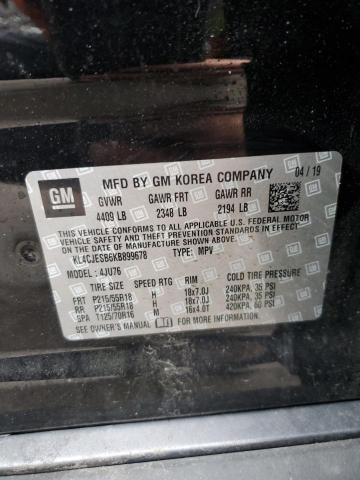 GM
MFD BY GM KOREA COMPANY 04/19
GVWR GAWR FRT GAWR RR
4409 LB 2348 LB 2194 LB
THIS VEHICLE CONFORMS TO ALL APPLICABLE U.S. FEDERAL MOTOR
VEHICLE SAFETY, BUMPER, AND THEFT PREVENTION STANDARDS IN EFFECT
ON THE DATE OF MANUFACTURE SHOWN ABOVE.
KL4CJESB6KB899678 TYPE: MPV
MODEL: 4JU76
TIRE SIZE SPEED RTG RIM COLD TIRE PRESSURE
FRT P215/55R18 H 18x7.0J 240KPA, 35 PSI
RR P215/55R18 H 18x7.0J 240KPA, 35 PSI
SPA T125/70R16 M 16x4.0T 420KPA, 60 PSI
SEE OWNER'S MANUAL FOR MORE INFORMATION.